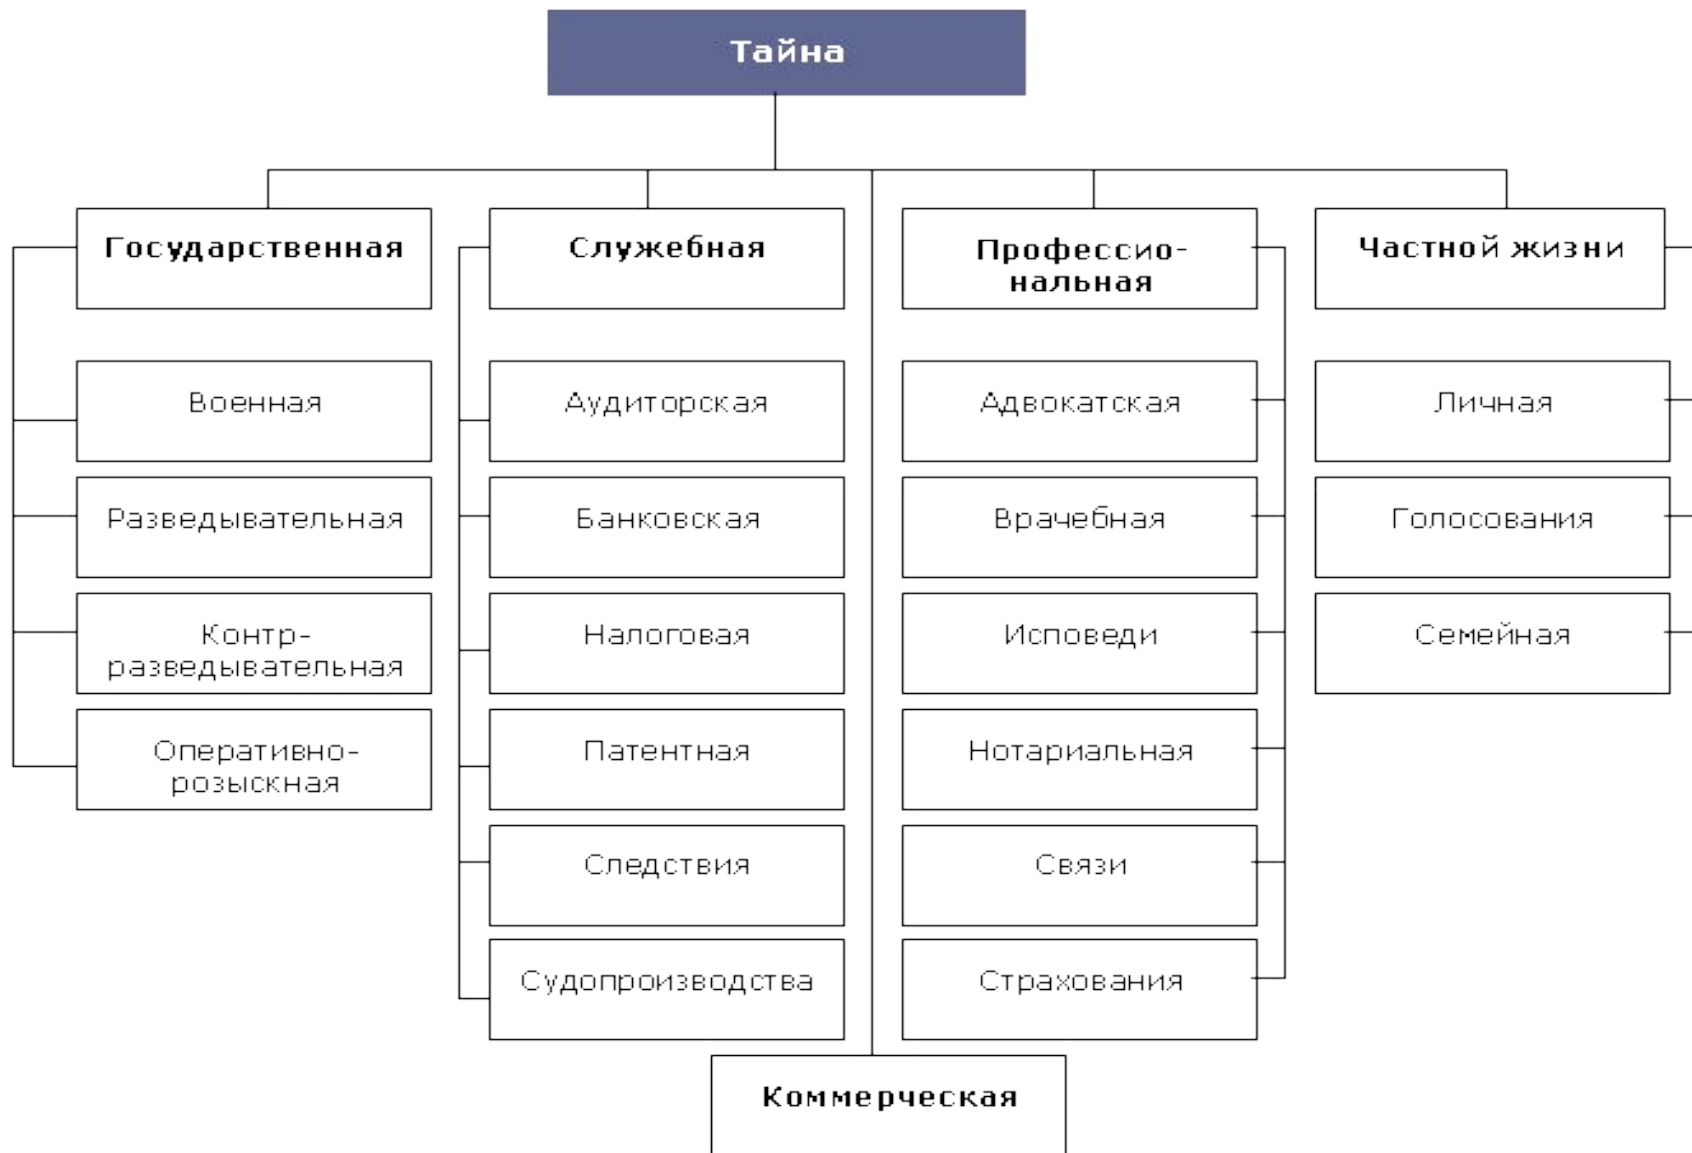 Тайна
Государственная
Служебная
Профессио-
нальная
Частной жизни
Военная
Аудиторская
Адвокатская
Личная
Разведывательная
Банковская
Врачебная
Голосования
Контр-
разведывательная
Налоговая
Исповеди
Семейная
Оперативно-
розыскная
Патентная
Нотариальная
Следствия
Связи
Судопроизводства
Страхования
Коммерческая